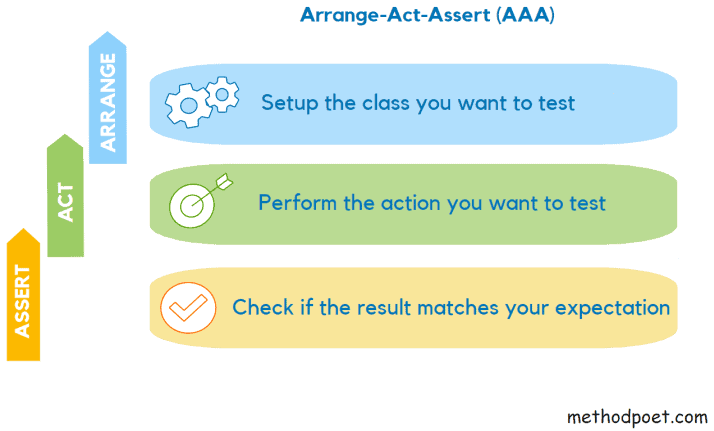 Arrange-Act-Assert (AAA)
ARRANGE
Setup the class you want to test
ACT
Perform the action you want to test
ASSERT
Check if the result matches your expectation
methodpoet.com